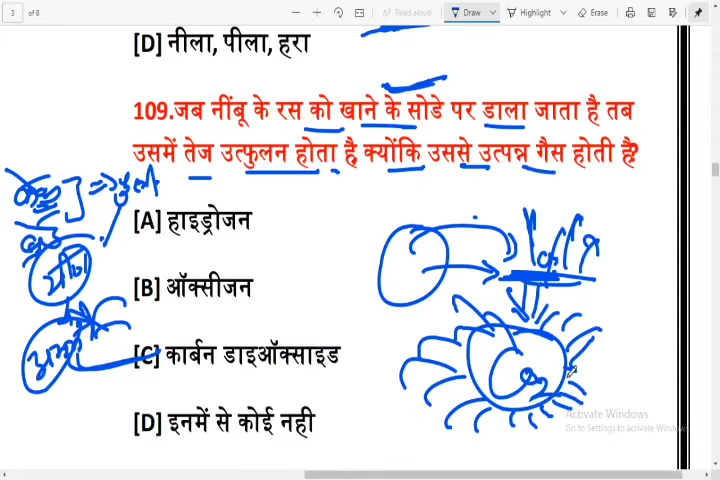 3 of 8
Read aloud
Draw
Highlight
Erase
[D] नीला, पीला, हरा
109.जब नींबू के रस को खाने के सोडे पर डाला जाता है तब
उसमें तेज उत्फुलन होता है, क्योंकि उससे उत्पन्न गैस होती है?
[A] हाइड्रोजन
[B] ऑक्सीजन
[C] कार्बन डाइऑक्साइड
[D] इनमें से कोई नही
Activate Windows
Go to Settings to activate Windows.